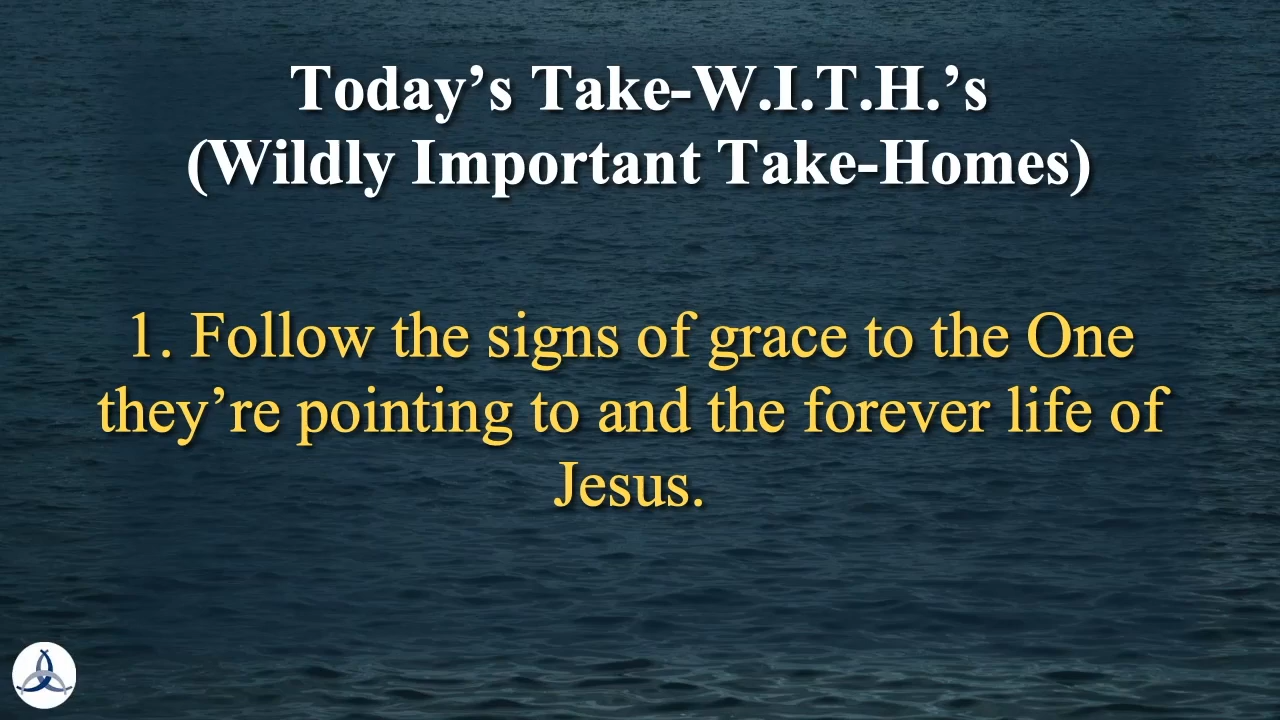 Today’s Take-W.I.T.H.’s
(Wildly Important Take-Homes)
1. Follow the signs of grace to the One
they’re pointing to and the forever life of
Jesus.